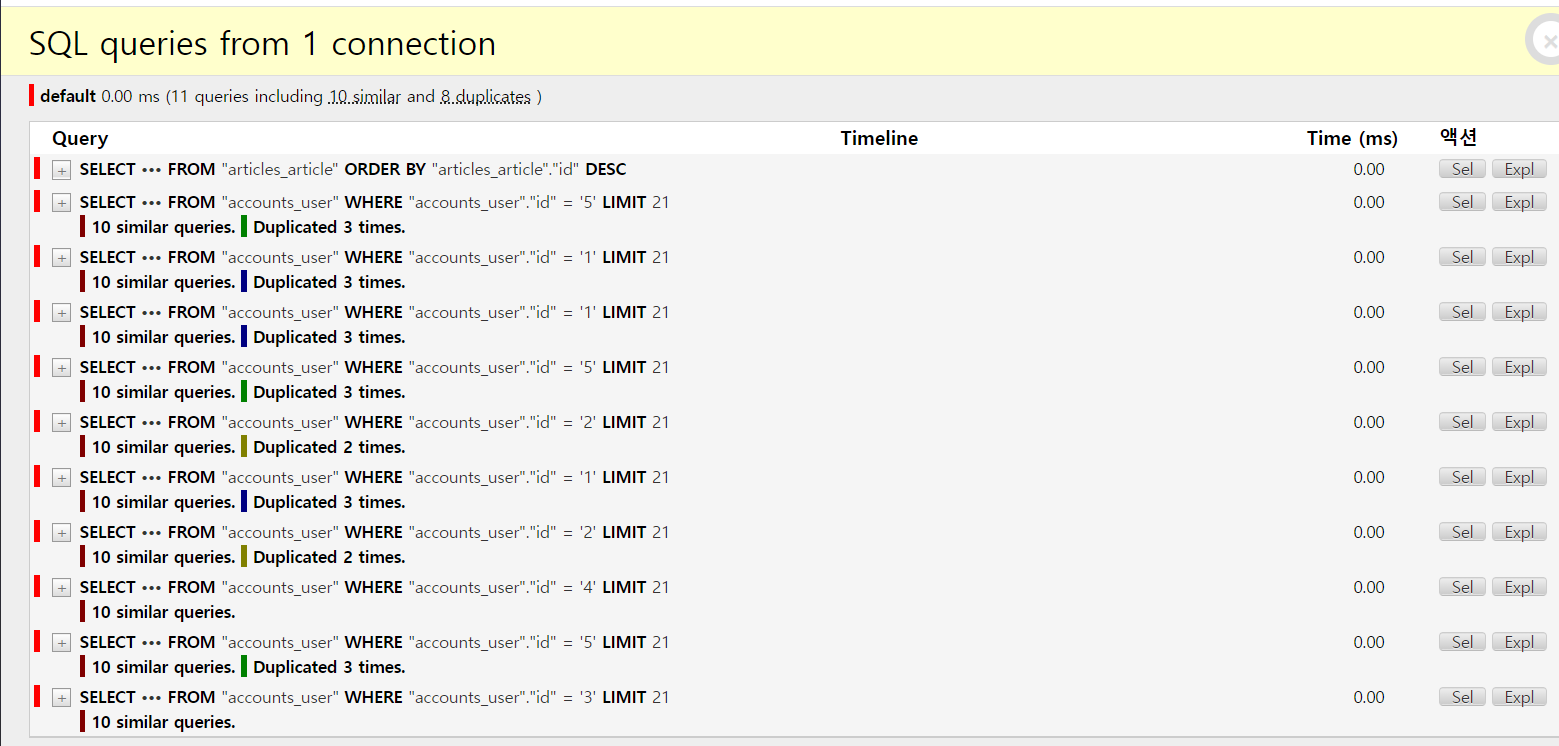 SQL queries from 1 connection
default 0.00 ms (11 queries including 10 similar and 8 duplicates )
Query Timeline Time (ms) 액션
+ SELECT ••• FROM "articles_article" ORDER BY "articles_article"."id" DESC 0.00 Sel Expl
+ SELECT ••• FROM "accounts_user" WHERE "accounts_user"."id" = '5' LIMIT 21 0.00 Sel Expl
10 similar queries. Duplicated 3 times.
+ SELECT ••• FROM "accounts_user" WHERE "accounts_user"."id" = '1' LIMIT 21 0.00 Sel Expl
10 similar queries. Duplicated 3 times.
+ SELECT ••• FROM "accounts_user" WHERE "accounts_user"."id" = '1' LIMIT 21 0.00 Sel Expl
10 similar queries. Duplicated 3 times.
+ SELECT ••• FROM "accounts_user" WHERE "accounts_user"."id" = '5' LIMIT 21 0.00 Sel Expl
10 similar queries. Duplicated 3 times.
+ SELECT ••• FROM "accounts_user" WHERE "accounts_user"."id" = '2' LIMIT 21 0.00 Sel Expl
10 similar queries. Duplicated 2 times.
+ SELECT ••• FROM "accounts_user" WHERE "accounts_user"."id" = '1' LIMIT 21 0.00 Sel Expl
10 similar queries. Duplicated 3 times.
+ SELECT ••• FROM "accounts_user" WHERE "accounts_user"."id" = '2' LIMIT 21 0.00 Sel Expl
10 similar queries. Duplicated 2 times.
+ SELECT ••• FROM "accounts_user" WHERE "accounts_user"."id" = '4' LIMIT 21 0.00 Sel Expl
10 similar queries.
+ SELECT ••• FROM "accounts_user" WHERE "accounts_user"."id" = '5' LIMIT 21 0.00 Sel Expl
10 similar queries. Duplicated 3 times.
+ SELECT ••• FROM "accounts_user" WHERE "accounts_user"."id" = '3' LIMIT 21 0.00 Sel Expl
10 similar queries.